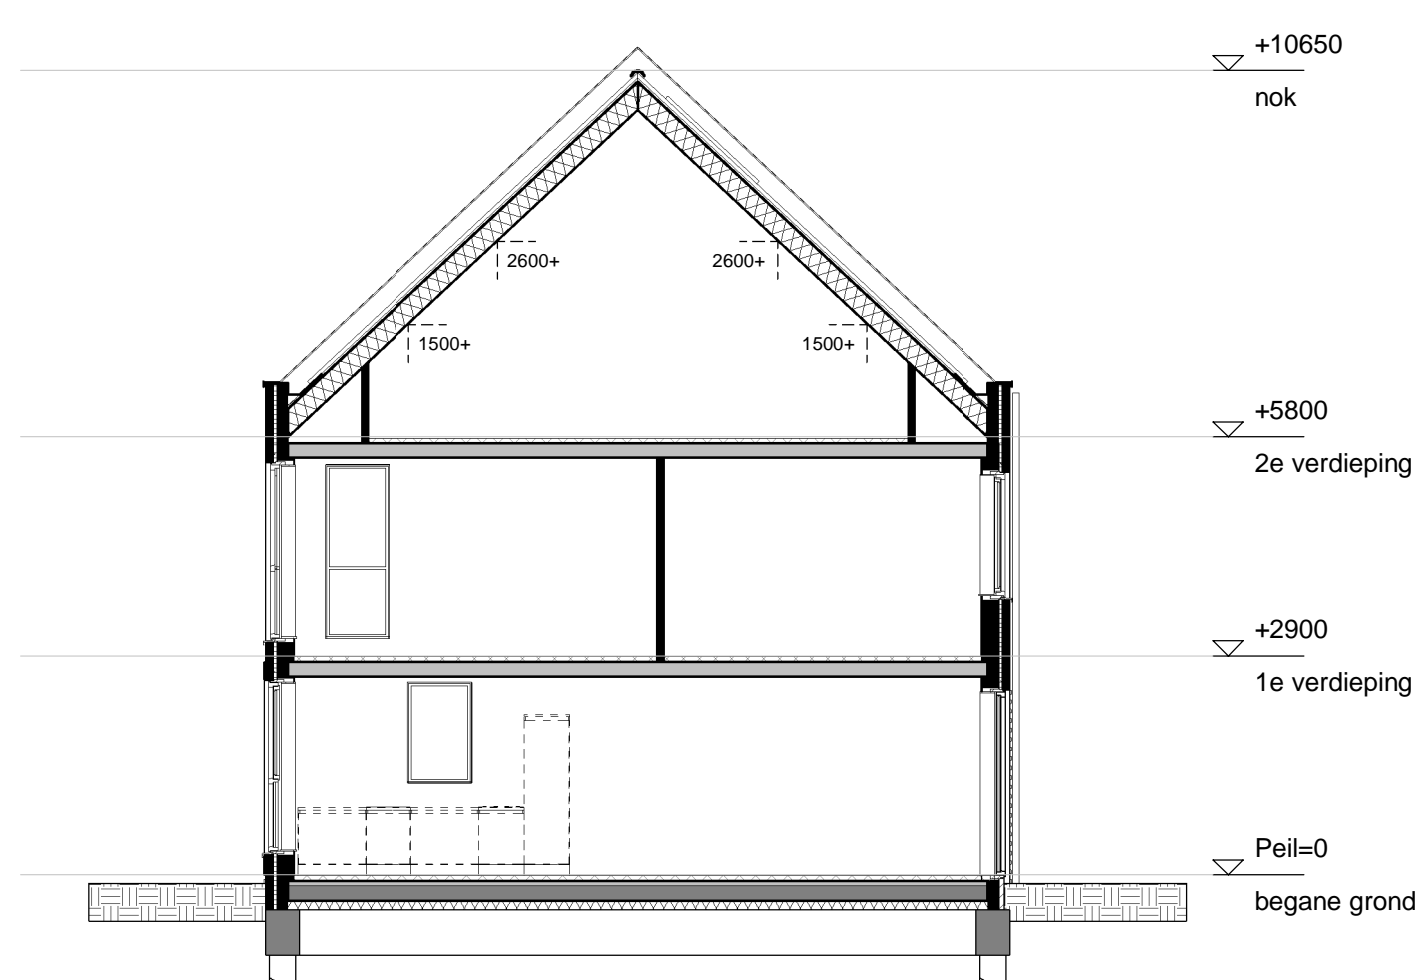 +10650
nok
2600+
2600+
1500+
1500+
+5800
2e verdieping
+2900
1e verdieping
Peil=0
begane grond